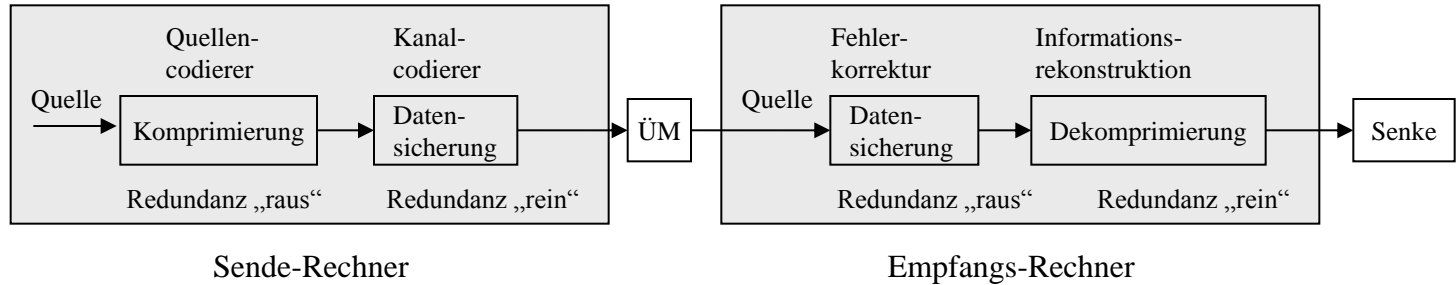 Quellen-
codierer
Kanal-
codierer
Quelle
Komprimierung
Daten-
sicherung
Redundanz „raus“
Redundanz „rein“
Sende-Rechner
ÜM
Fehler-
korrektur
Informations-
rekonstruktion
Quelle
Daten-
sicherung
Dekomprimierung
Redundanz „raus“
Redundanz „rein“
Empfangs-Rechner
Senke